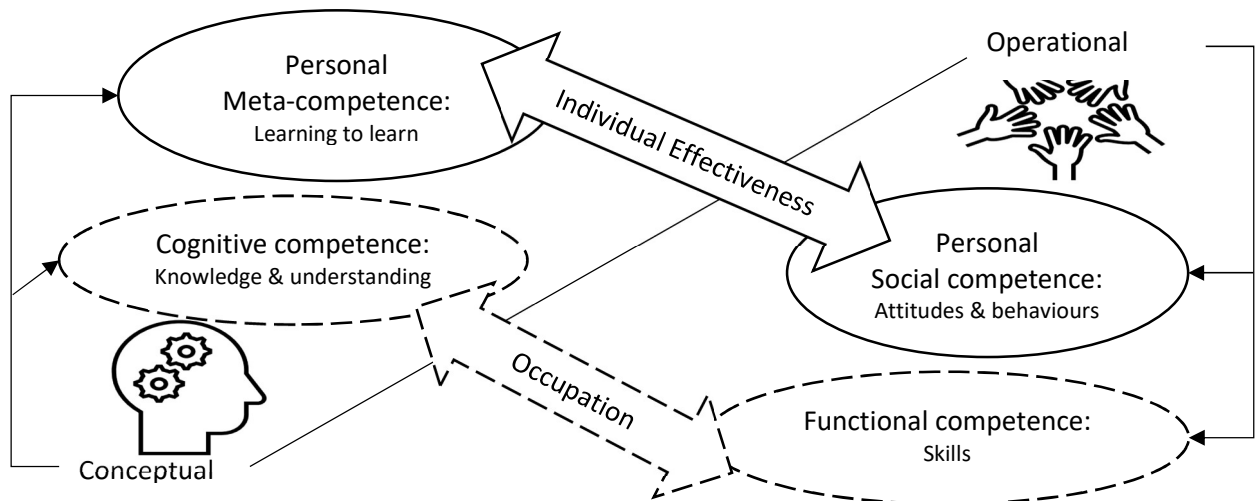 Personal
Meta-competence:
Learning to learn
Operational
Individual Effectiveness
Cognitive competence:
Knowledge & understanding
Personal
Social competence:
Attitudes & behaviours
Occupation
Functional competence:
Skills
Conceptual